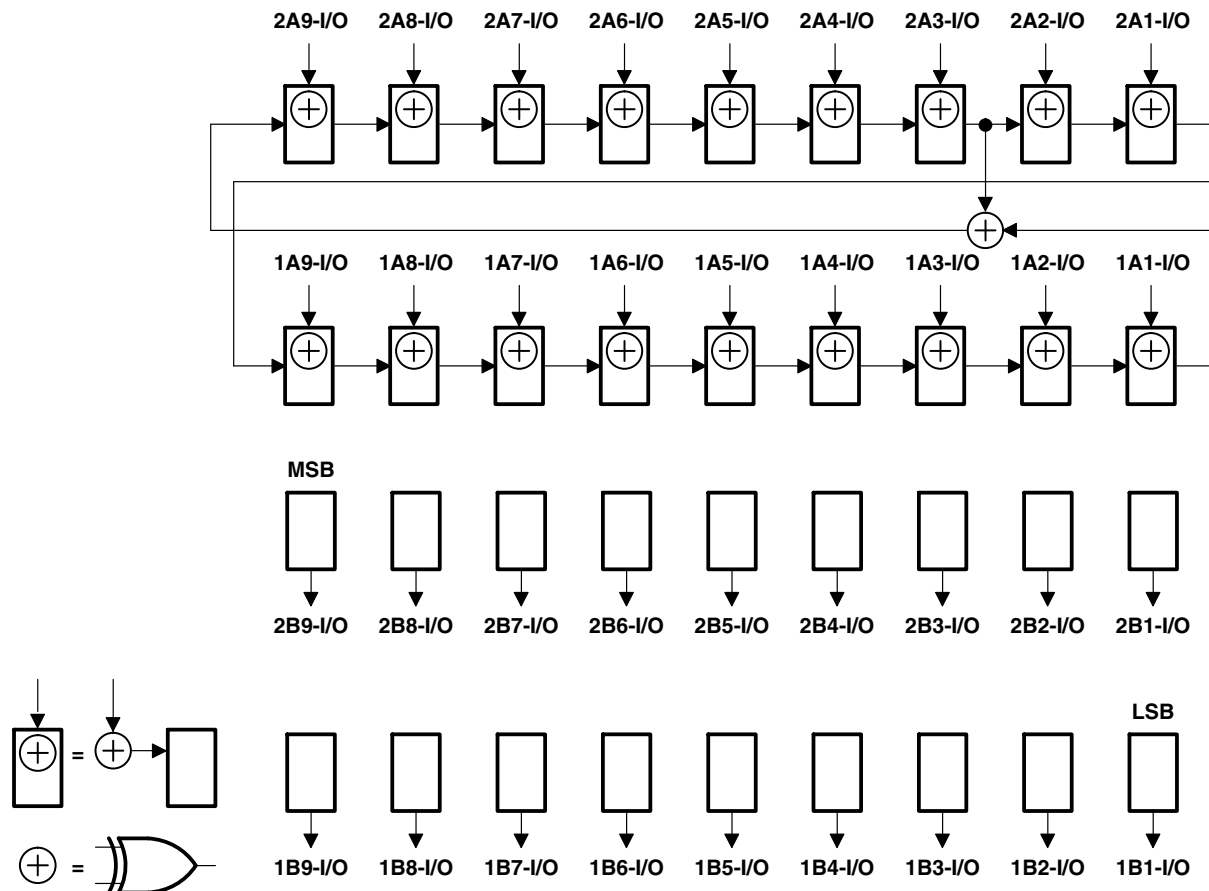 2A9-I/O 2A8-I/O 2A7-I/O 2A6-I/O 2A5-I/O 2A4-I/O 2A3-I/O 2A2-I/O 2A1-I/O
1A9-I/O 1A8-I/O 1A7-I/O 1A6-I/O 1A5-I/O 1A4-I/O 1A3-I/O 1A2-I/O 1A1-I/O
MSB
2B9-I/O 2B8-I/O 2B7-I/O 2B6-I/O 2B5-I/O 2B4-I/O 2B3-I/O 2B2-I/O 2B1-I/O
LSB
=
=
1B9-I/O 1B8-I/O 1B7-I/O 1B6-I/O 1B5-I/O 1B4-I/O 1B3-I/O 1B2-I/O 1B1-I/O